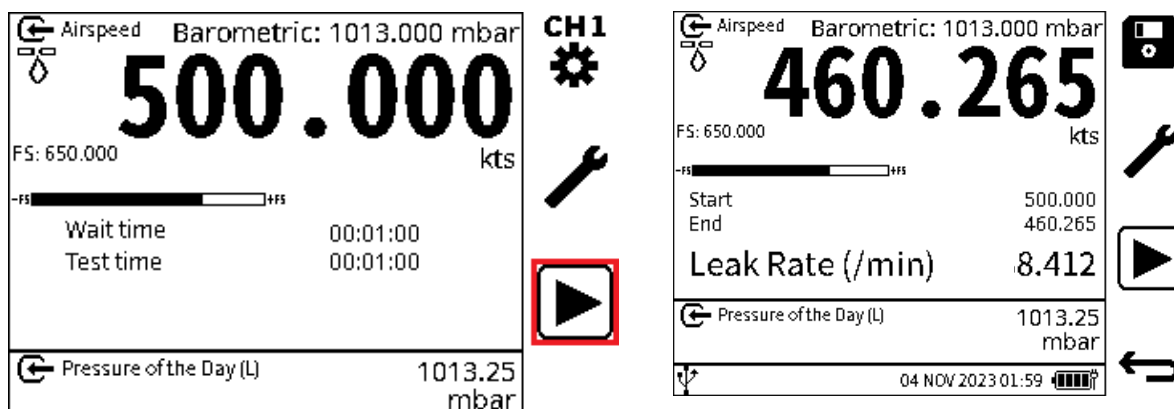 Airspeed Barometric: 1013.000 mbar
CH1
500.000
FS: 650.000
kts
-FS +FS
Wait time 00:01:00
Test time 00:01:00
Pressure of the Day (L) 1013.25
mbar
Airspeed Barometric: 1013.000 mbar
460.265
FS: 650.000
kts
-FS +FS
Start 500.000
End 460.265
Leak Rate (/min) 8.412
Pressure of the Day (L) 1013.25
mbar
04 NOV 2023 01:59